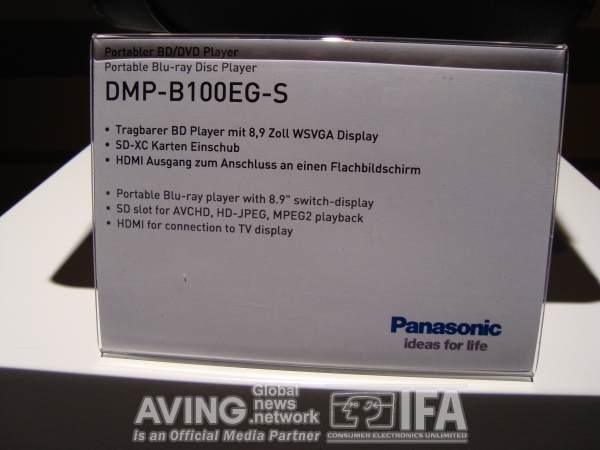 Portabler BD/DVD Player
Portable Blu-ray Disc Player
DMP-B100EG-S
• Tragbarer BD Player mit 8,9 Zoll WSVGA Display
• SD-XC Karten Einschub
• HDMI Ausgang zum Anschluss an einen Flachbildschirm
• Portable Blu-ray player with 8.9" switch-display
• SD slot for AVCHD, HD-JPEG, MPEG2 playback
• HDMI for connection to TV display
Panasonic
ideas for life
AVING Global news .network
is an Official Media Partner
IFA
CONSUMER ELECTRONICS UNLIMITED